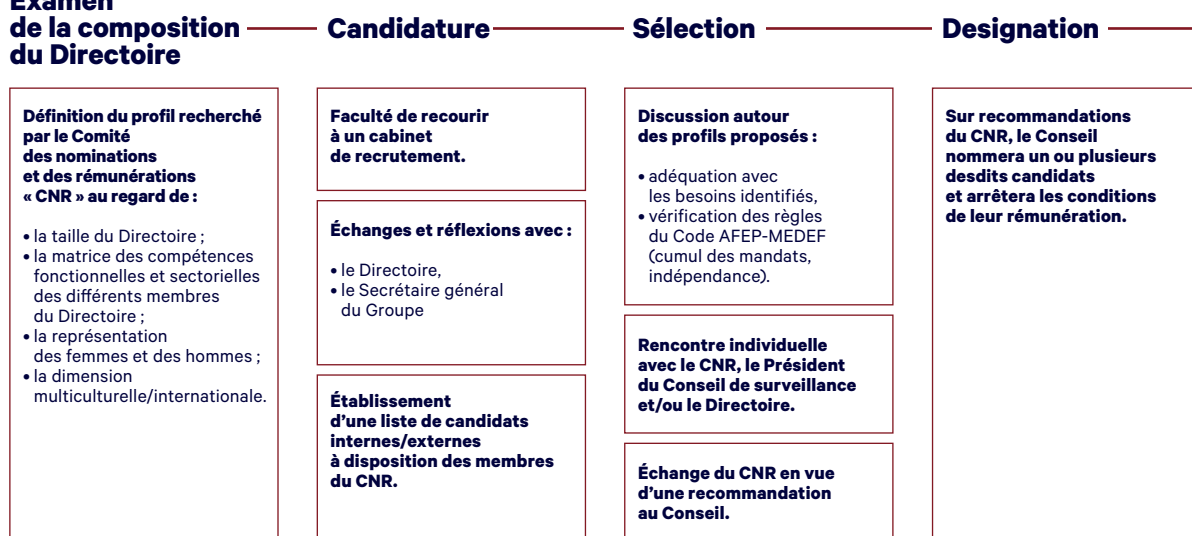 Examen
de la composition
du Directoire
Candidature
Sélection
Designation
Définition du profil recherché
par le Comité
des nominations
et des rémunérations
« CNR » au regard de :
• la taille du Directoire ;
• la matrice des compétences
fonctionnelles et sectorielles
des différents membres
du Directoire ;
• la représentation
des femmes et des hommes ;
• la dimension
multiculturelle/internationale.
Faculté de recourir
à un cabinet
de recrutement.
Échanges et réflexions avec :
• le Directoire,
• le Secrétaire général
du Groupe
Établissement
d'une liste de candidats
internes/externes
à disposition des membres
du CNR.
Discussion autour
des profils proposés :
• adéquation avec
les besoins identifiés,
• vérification des règles
du Code AFEP-MEDEF
(cumul des mandats,
indépendance).
Rencontre individuelle
avec le CNR, le Président
du Conseil de surveillance
et/ou le Directoire.
Échange du CNR en vue
d'une recommandation
au Conseil.
Sur recommandations
du CNR, le Conseil
nommera un ou plusieurs
desdits candidats
et arrêtera les conditions
de leur rémunération.